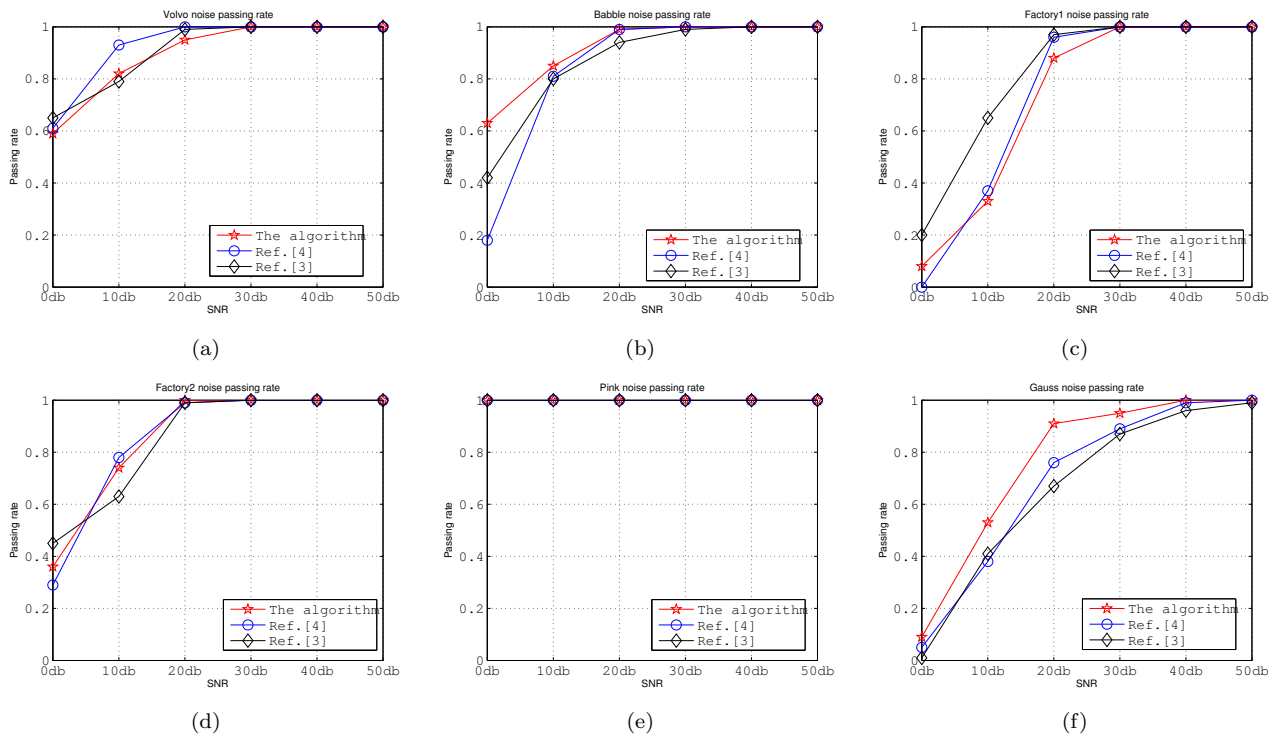 Volvo noise passing rate
1
0.8
0.6
0.4
0.2
0
Passing rate
The algorithm
Ref.[4]
Ref.[3]
0db 10db 20db 30db 40db 50db
SNR
(a)
Babble noise passing rate
1
0.8
0.6
0.4
0.2
0
Passing rate
The algorithm
Ref.[4]
Ref.[3]
0db 10db 20db 30db 40db 50db
SNR
(b)
Factory1 noise passing rate
1
0.8
0.6
0.4
0.2
0
Passing rate
The algorithm
Ref.[4]
Ref.[3]
0db 10db 20db 30db 40db 50db
SNR
(c)
Factory2 noise passing rate
1
0.8
0.6
0.4
0.2
0
Passing rate
The algorithm
Ref.[4]
Ref.[3]
0db 10db 20db 30db 40db 50db
SNR
(d)
Pink noise passing rate
1
0.8
0.6
0.4
0.2
0
Passing rate
The algorithm
Ref.[4]
Ref.[3]
0db 10db 20db 30db 40db 50db
SNR
(e)
Gauss noise passing rate
1
0.8
0.6
0.4
0.2
0
Passing rate
The algorithm
Ref.[4]
Ref.[3]
0db 10db 20db 30db 40db 50db
SNR
(f)